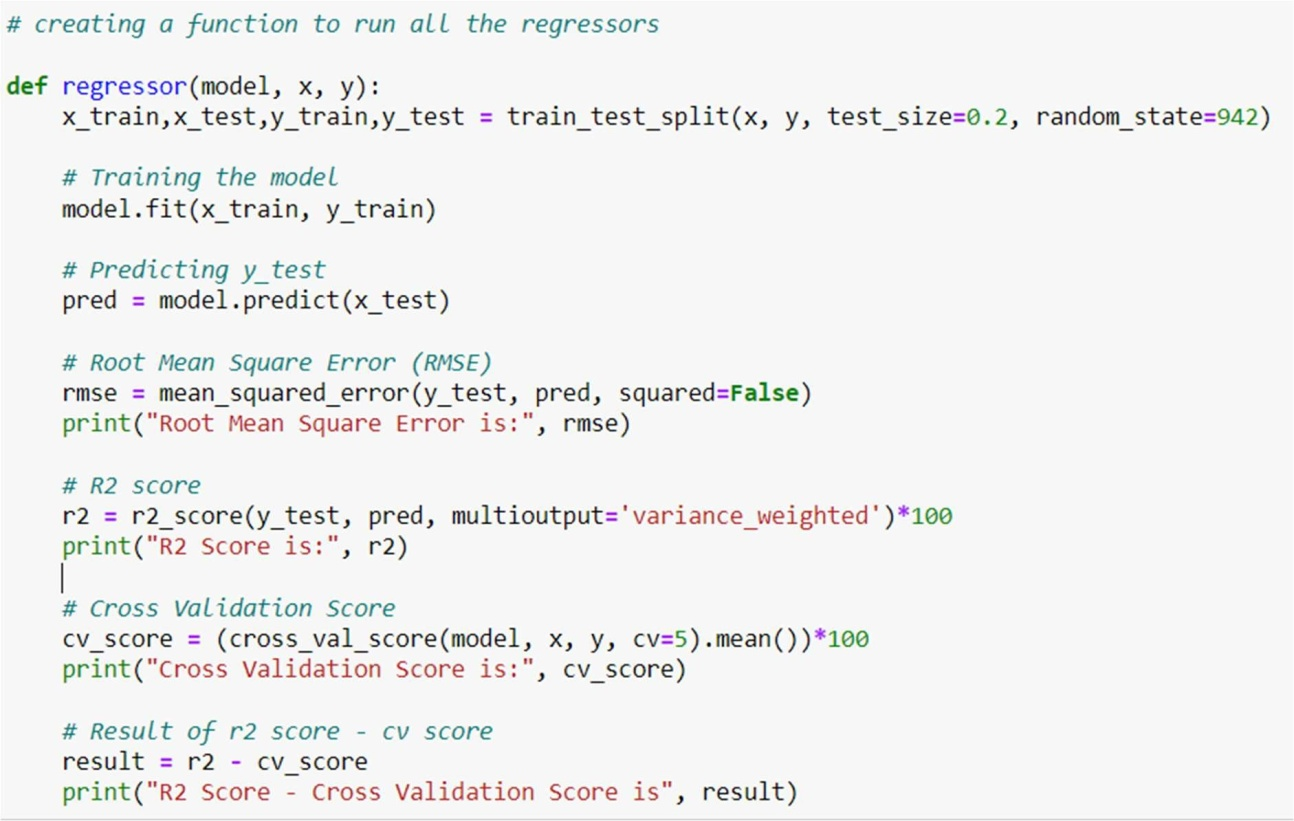 # creating a function to run all the regressors
def regressor(model, x, y):
    x_train,x_test,y_train,y_test = train_test_split(x, y, test_size=0.2, random_state=942)
    # Training the model
    model.fit(x_train, y_train)
    # Predicting y_test
    pred = model.predict(x_test)
    # Root Mean Square Error (RMSE)
    rmse = mean_squared_error(y_test, pred, squared=False)
    print("Root Mean Square Error is:", rmse)
    # R2 score
    r2 = r2_score(y_test, pred, multioutput='variance_weighted')*100
    print("R2 Score is:", r2)
    # Cross Validation Score
    cv_score = (cross_val_score(model, x, y, cv=5).mean())*100
    print("Cross Validation Score is:", cv_score)
    # Result of r2 score - cv score
    result = r2 - cv_score
    print("R2 Score - Cross Validation Score is", result)